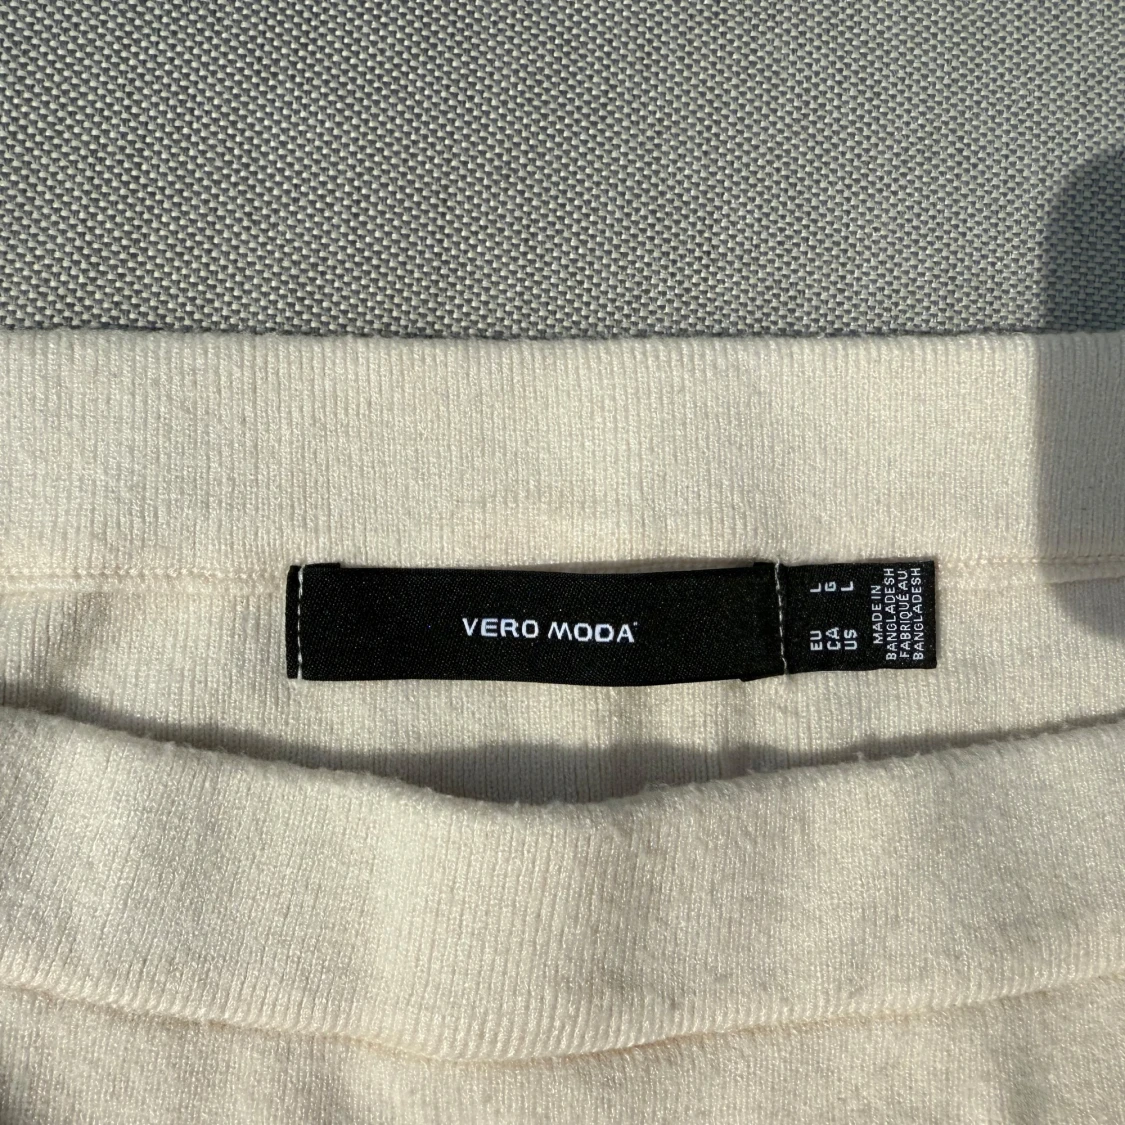 VERO MODA
EU L
CA G
US L
MADE IN
BANGLADESH
FABRIQUÉ AU
BANGLADESH